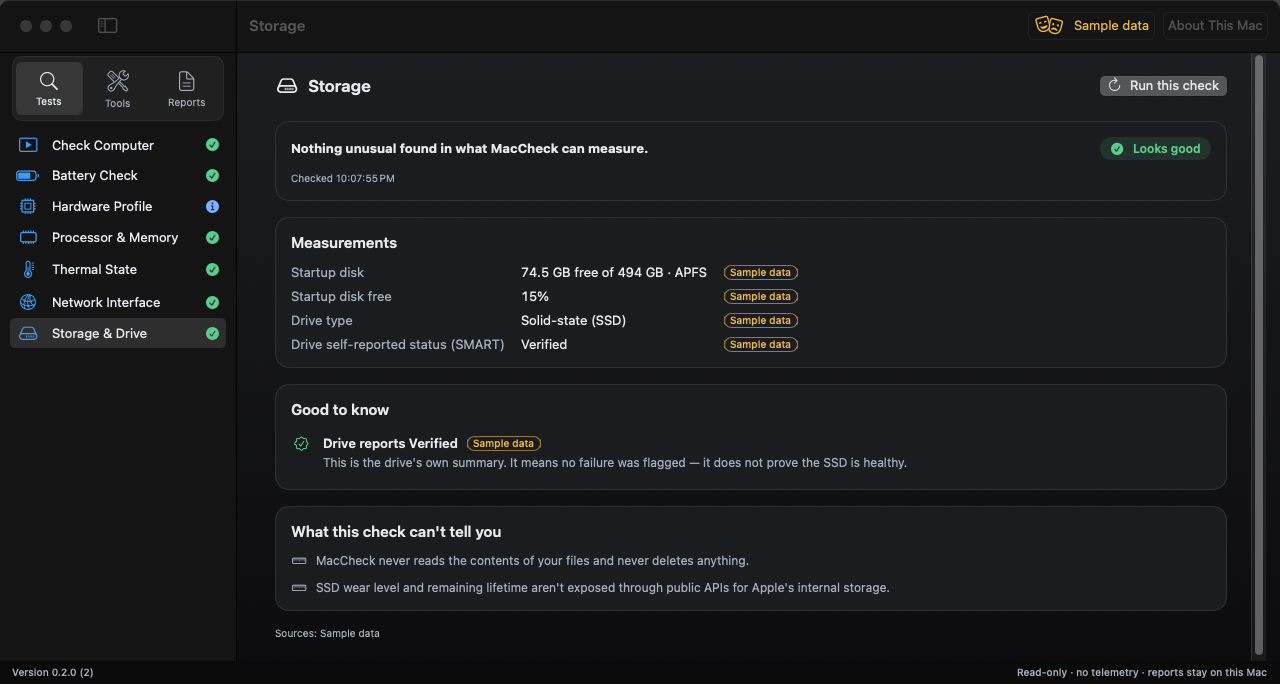 Storage
Sample data
About This Mac
Tests
Tools
Reports
Check Computer
Battery Check
Hardware Profile
Processor & Memory
Thermal State
Network Interface
Storage & Drive
Storage
Run this check
Nothing unusual found in what MacCheck can measure.
Looks good
Checked 10:07:55 PM
Measurements
Startup disk 74.5 GB free of 494 GB · APFS Sample data
Startup disk free 15% Sample data
Drive type Solid-state (SSD) Sample data
Drive self-reported status (SMART) Verified Sample data
Good to know
Drive reports Verified Sample data
This is the drive's own summary. It means no failure was flagged — it does not prove the SSD is healthy.
What this check can't tell you
MacCheck never reads the contents of your files and never deletes anything.
SSD wear level and remaining lifetime aren't exposed through public APIs for Apple's internal storage.
Sources: Sample data
Version 0.2.0 (2)
Read-only · no telemetry · reports stay on this Mac